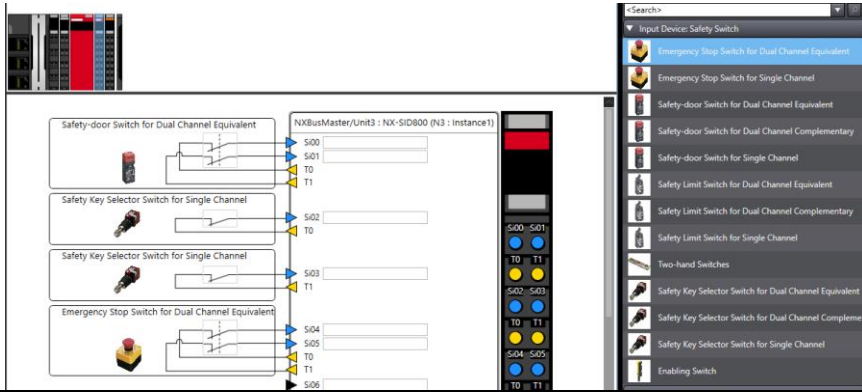 <Search>
Input Device: Safety Switch
Emergency Stop Switch for Dual Channel Equivalent
Emergency Stop Switch for Single Channel
Safety-door Switch for Dual Channel Equivalent
Safety-door Switch for Dual Channel Complementary
Safety-door Switch for Single Channel
Safety Limit Switch for Dual Channel Equivalent
Safety Limit Switch for Dual Channel Complementary
Safety Limit Switch for Single Channel
Two-hand Switches
Safety Key Selector Switch for Dual Channel Equivalent
Safety Key Selector Switch for Dual Channel Compleme
Safety Key Selector Switch for Single Channel
Enabling Switch
NXBusMaster/Unit3 : NX-SID800 (N3 : Instance1)
Safety-door Switch for Dual Channel Equivalent
Si00
Si01
T0
T1
Safety Key Selector Switch for Single Channel
Si02
T0
Safety Key Selector Switch for Single Channel
Si03
T1
Emergency Stop Switch for Dual Channel Equivalent
Si04
Si05
T0
T1
Si06
Si00 Si01
T0 T1
Si02 Si03
T0 T1
Si04 Si05
T0 T1